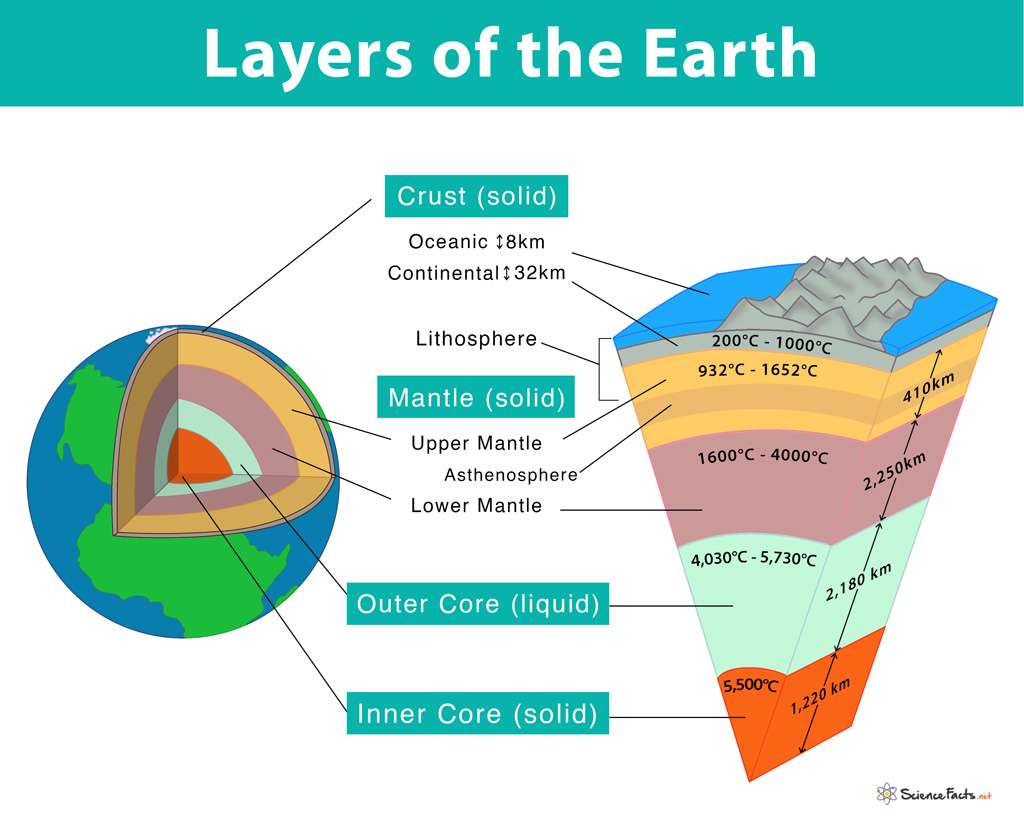 Layers of the Earth
Crust (solid)
Oceanic ↕8km
Continental↕32km
Lithosphere
Mantle (solid)
Upper Mantle
Asthenosphere
Lower Mantle
Outer Core (liquid)
Inner Core (solid)
200°C - 1000°C
932°C - 1652°C
410km
1600°C - 4000°C
2,250km
4,030°C - 5,730°C
2,180 km
5,500°C
1,220 km
ScienceFacts.net